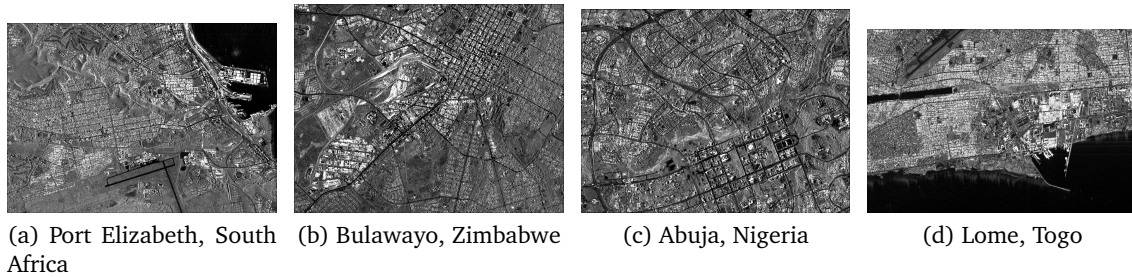 (a) Port Elizabeth, South
Africa
(b) Bulawayo, Zimbabwe
(c) Abuja, Nigeria
(d) Lome, Togo